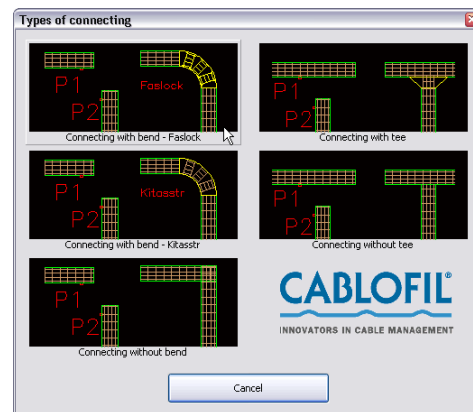 Types of connecting
P1
P2
Faslock
Connecting with bend - Faslock
Connecting with tee
P1
P2
P1
P2
Kitasstr
Connecting with bend - Kitasstr
Connecting without tee
P1
P2
P1
P2
Connecting without bend
CABLOFIL®
INNOVATORS IN CABLE MANAGEMENT
Cancel